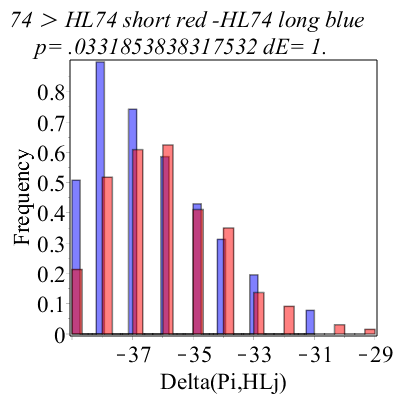 74 > HL74 short red -HL74 long blue
p= .0331853838317532 dE= 1.
0.8
0.7
0.6
0.5
0.4
0.3
0.2
0.1
0
Frequency
-37 -35 -33 -31 -29
Delta(Pi,HLj)